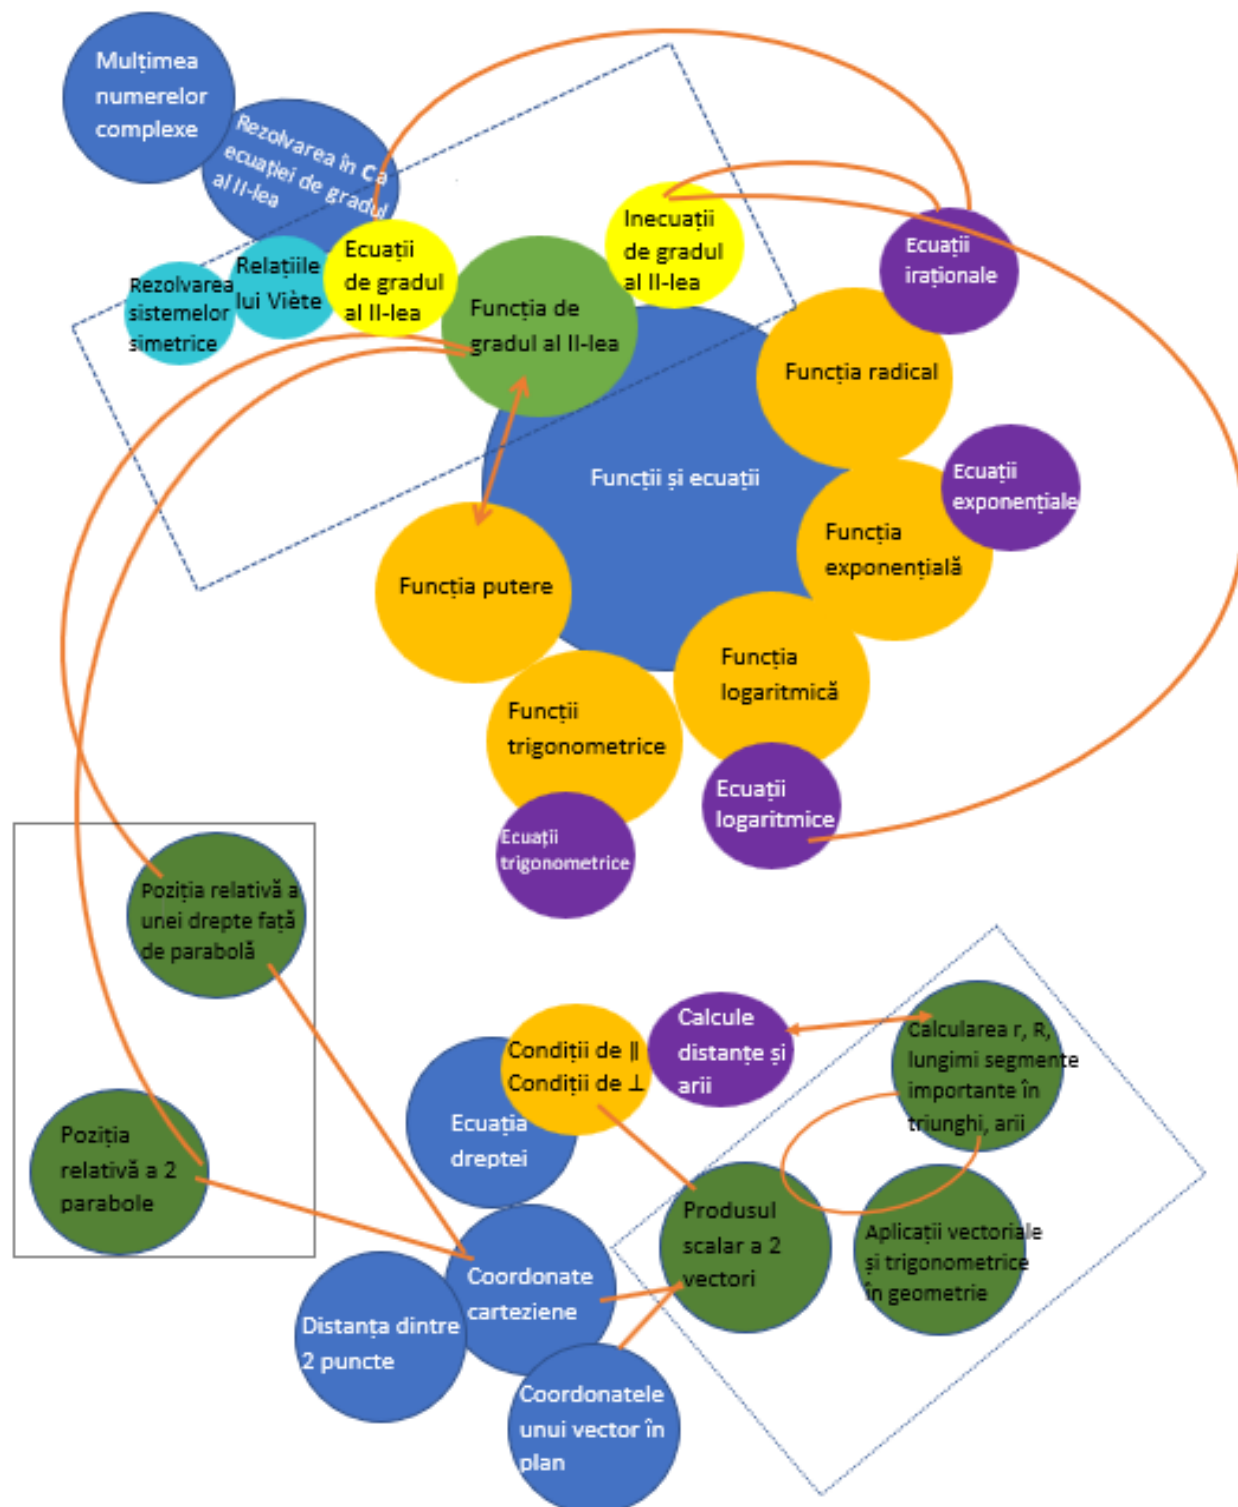 Mulțimea
numerelor
complexe
Rezolvarea în C a
ecuației de gradul
al II-lea
Rezolvarea
sistemelor
simetrice
Relațiile
lui Viète
Ecuații
de gradul
al II-lea
Funcția de
gradul al II-lea
Inecuații
de gradul
al II-lea
Ecuații
iraționale
Funcția radical
Funcții și ecuații
Ecuații
exponențiale
Funcția
exponențială
Funcția putere
Funcția
logaritmică
Funcții
trigonometrice
Ecuații
logaritmice
Ecuații
trigonometrice
Poziția relativă a
unei drepte față
de parabolă
Poziția
relativă a 2
parabole
Condiții de ∥
Condiții de ⊥
Calcule
distanțe și
arii
Calcularea r, R,
lungimi segmente
importante în
triunghi, arii
Ecuația
dreptei
Produsul
scalar a 2
vectori
Aplicații vectoriale
și trigonometrice
în geometrie
Coordonate
carteziene
Distanța dintre
2 puncte
Coordonatele
unui vector în
plan